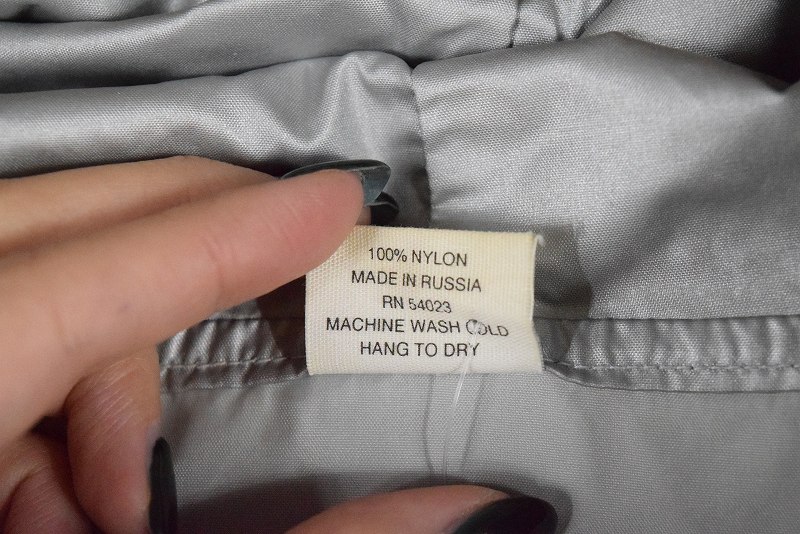 100% NYLON
MADE IN RUSSIA
RN 54023
MACHINE WASH COLD
HANG TO DRY